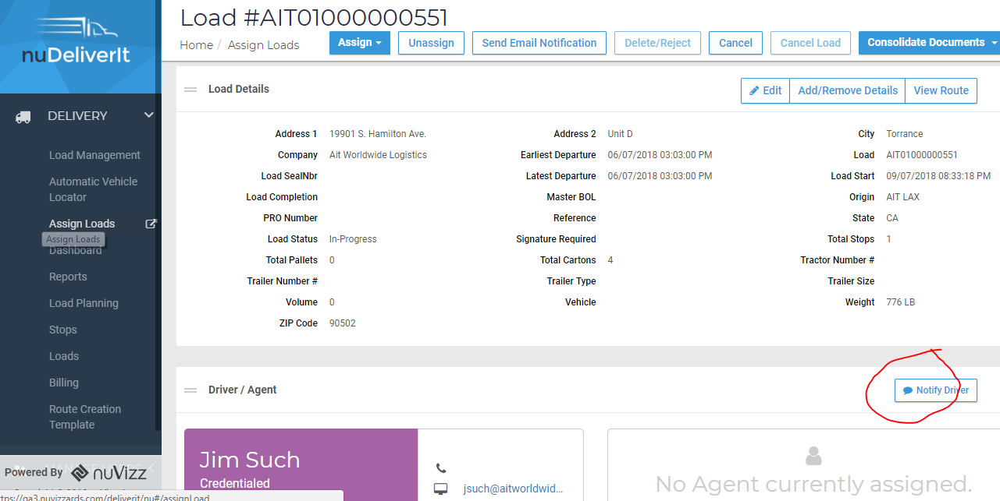 nuDeliverIt
Load #AIT01000000551
Home / Assign Loads
Assign
Unassign
Send Email Notification
Delete/Reject
Cancel
Cancel Load
Consolidate Documents
DELIVERY
Load Management
Automatic Vehicle
Locator
Assign Loads
Assign Loads
Dashboard
Reports
Load Planning
Stops
Loads
Billing
Route Creation
Template
Powered By nuVizz
ttps://qa3.nuvizzards.com/deliverit/nu#/assignLoad
Load Details
Edit
Add/Remove Details
View Route
Address 1 19901 S. Hamilton Ave. Address 2 Unit D City Torrance
Company Ait Worldwide Logistics Earliest Departure 06/07/2018 03:03:00 PM Load AIT01000000551
Load SealNbr Latest Departure 06/07/2018 03:03:00 PM Load Start 09/07/2018 08:33:18 PM
Load Completion Master BOL Origin AIT LAX
PRO Number Reference State CA
Load Status In-Progress Signature Required Total Stops 1
Total Pallets 0 Total Cartons 4 Tractor Number #
Trailer Number # Trailer Type Trailer Size
Volume 0 Vehicle Weight 776 LB
ZIP Code 90502
Driver / Agent
Notify Driver
Jim Such
Credentialed
jsuch@aitworldwid...
No Agent currently assigned.